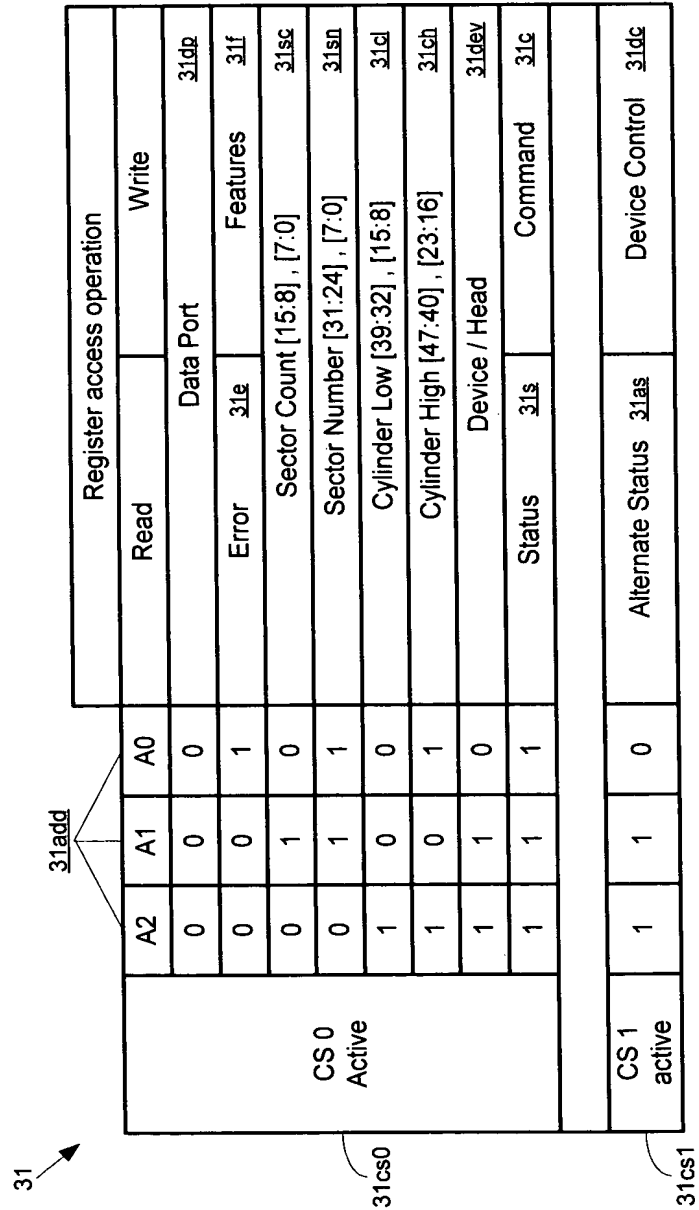 31
31add
Register access operation
A2 A1 A0 Read Write
CS 0 Active
0 0 0 Data Port 31dp
0 0 1 Error 31e Features 31f
0 1 0 Sector Count [15:8] , [7:0] 31sc
0 1 1 Sector Number [31:24] , [7:0] 31sn
1 0 0 Cylinder Low [39:32] , [15:8] 31cl
1 0 1 Cylinder High [47:40] , [23:16] 31ch
1 1 0 Device / Head 31dev
1 1 1 Status 31s Command 31c
31cs0
CS 1 active
1 1 0 Alternate Status 31as Device Control 31dc
31cs1